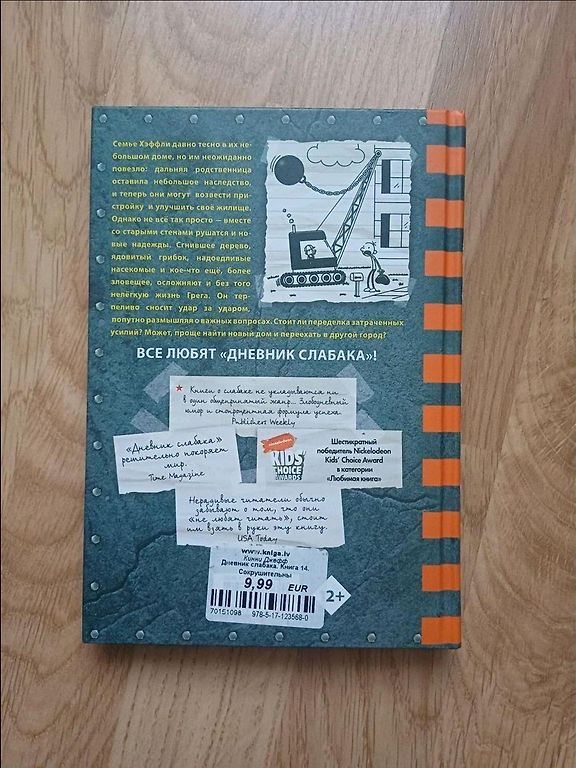 Семье Хэффли давно тесно в их не-
большом доме, но им неожиданно
повезло: дальняя родственница
оставила небольшое наследство,
и теперь они могут возвести при-
стройку и улучшить своё жилище.
Однако не всё так просто — вместе
со старыми стенами рушатся и но-
вые надежды. Сгнившее дерево,
ядовитый грибок, надоедливые
насекомые и кое-что ещё, более
зловещее, осложняют и без того
нелёгкую жизнь Грега. Он тер-
пеливо сносит удар за ударом,
попутно размышляя о важных вопросах. Стоит ли переделка затраченных
усилий? Может, проще найти новый дом и переехать в другой город?
ВСЕ ЛЮБЯТ «ДНЕВНИК СЛАБАКА»!
Книги о слабаке не укладываются ни
в один общепринятый жанр... Злободневный
юмор и стопроцентная формула успеха.
Publishers Weekly
«Дневник слабака»
решительно покоряет
мир.
Time Magazine
nickelodeon
KIDS'
CHOICE
AWARDS
Шестикратный
победитель Nickelodeon
Kids' Choice Award
в категории
«Любимая книга»
Нерадивые читатели обычно
забывают о том, что они
«не любят читать», стоит
им взять в руки эту книгу.
USA Today
www.kniga.lv
Кинни Джефф
Дневник слабака. Книга 14.
Сокрушительны
9,99 EUR
70151098 978-5-17-123568-0
2+